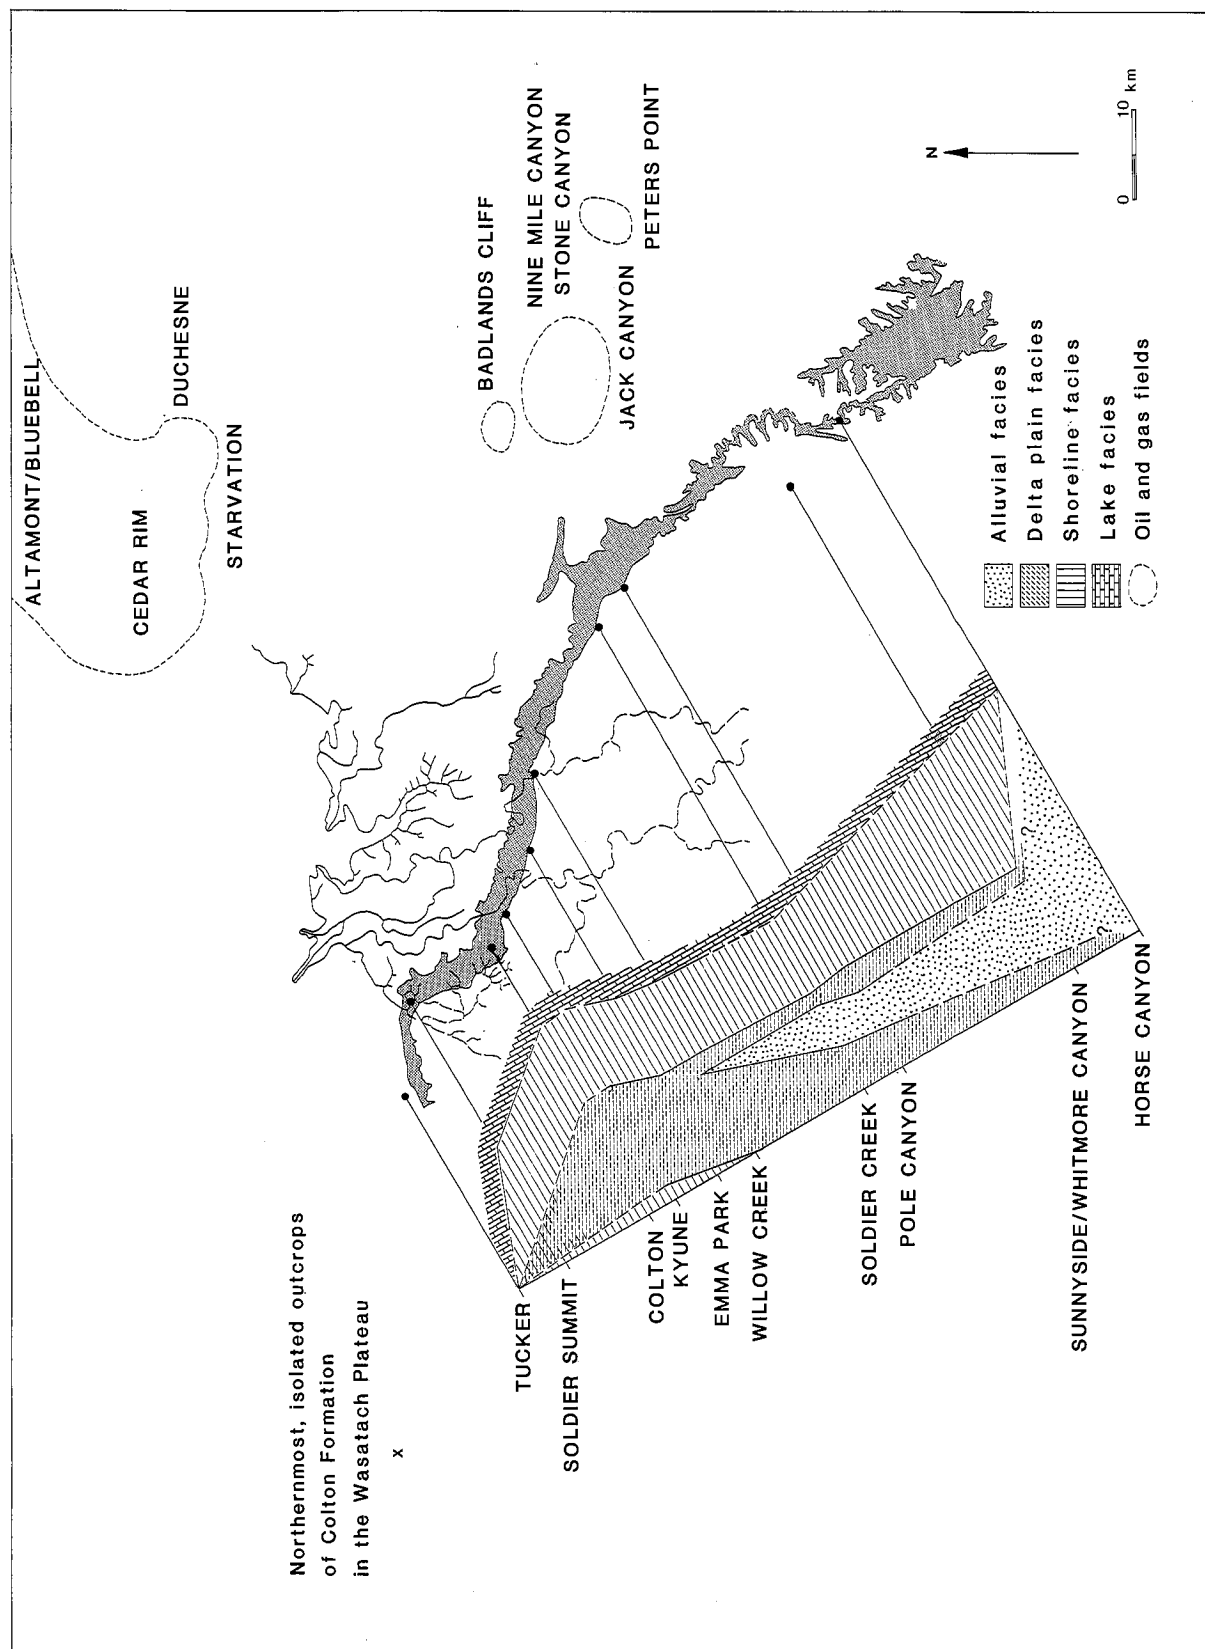 ALTAMONT/BLUEBELL
CEDAR RIM
DUCHESNE
STARVATION
BADLANDS CLIFF
NINE MILE CANYON
STONE CANYON
JACK CANYON
PETERS POINT
Northernmost, isolated outcrops
of Colton Formation
in the Wasatach Plateau
x
TUCKER
SOLDIER SUMMIT
COLTON
KYUNE
EMMA PARK
WILLOW CREEK
SOLDIER CREEK
POLE CANYON
SUNNYSIDE/WHITMORE CANYON
HORSE CANYON
?
?
Alluvial facies
Delta plain facies
Shoreline facies
Lake facies
Oil and gas fields
N
0 10 km